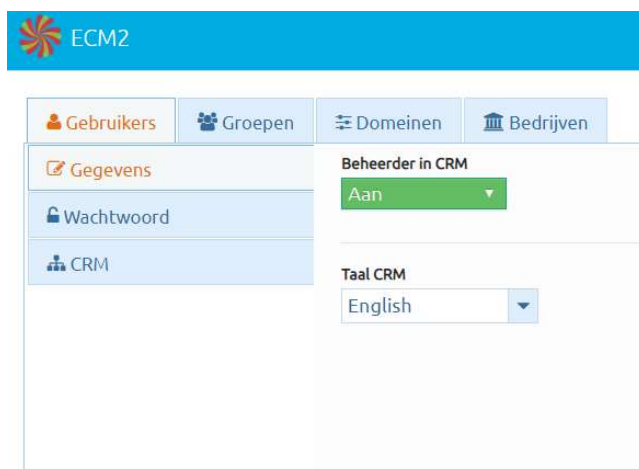 ECM2
Gebruikers Groepen Domeinen Bedrijven
Gegevens
Wachtwoord
CRM
Beheerder in CRM
Aan
Taal CRM
English